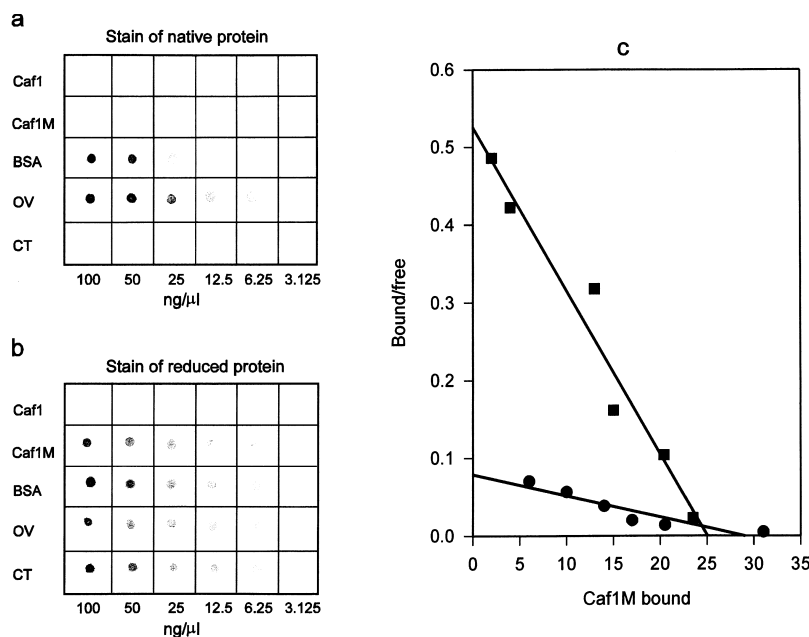 a
Stain of native protein
Caf1
Caf1M
BSA
OV
CT
100 50 25 12.5 6.25 3.125
ng/μl
b
Stain of reduced protein
Caf1
Caf1M
BSA
OV
CT
100 50 25 12.5 6.25 3.125
ng/μl
c
Bound/free
0.6
0.5
0.4
0.3
0.2
0.1
0.0
0 5 10 15 20 25 30 35
Caf1M bound